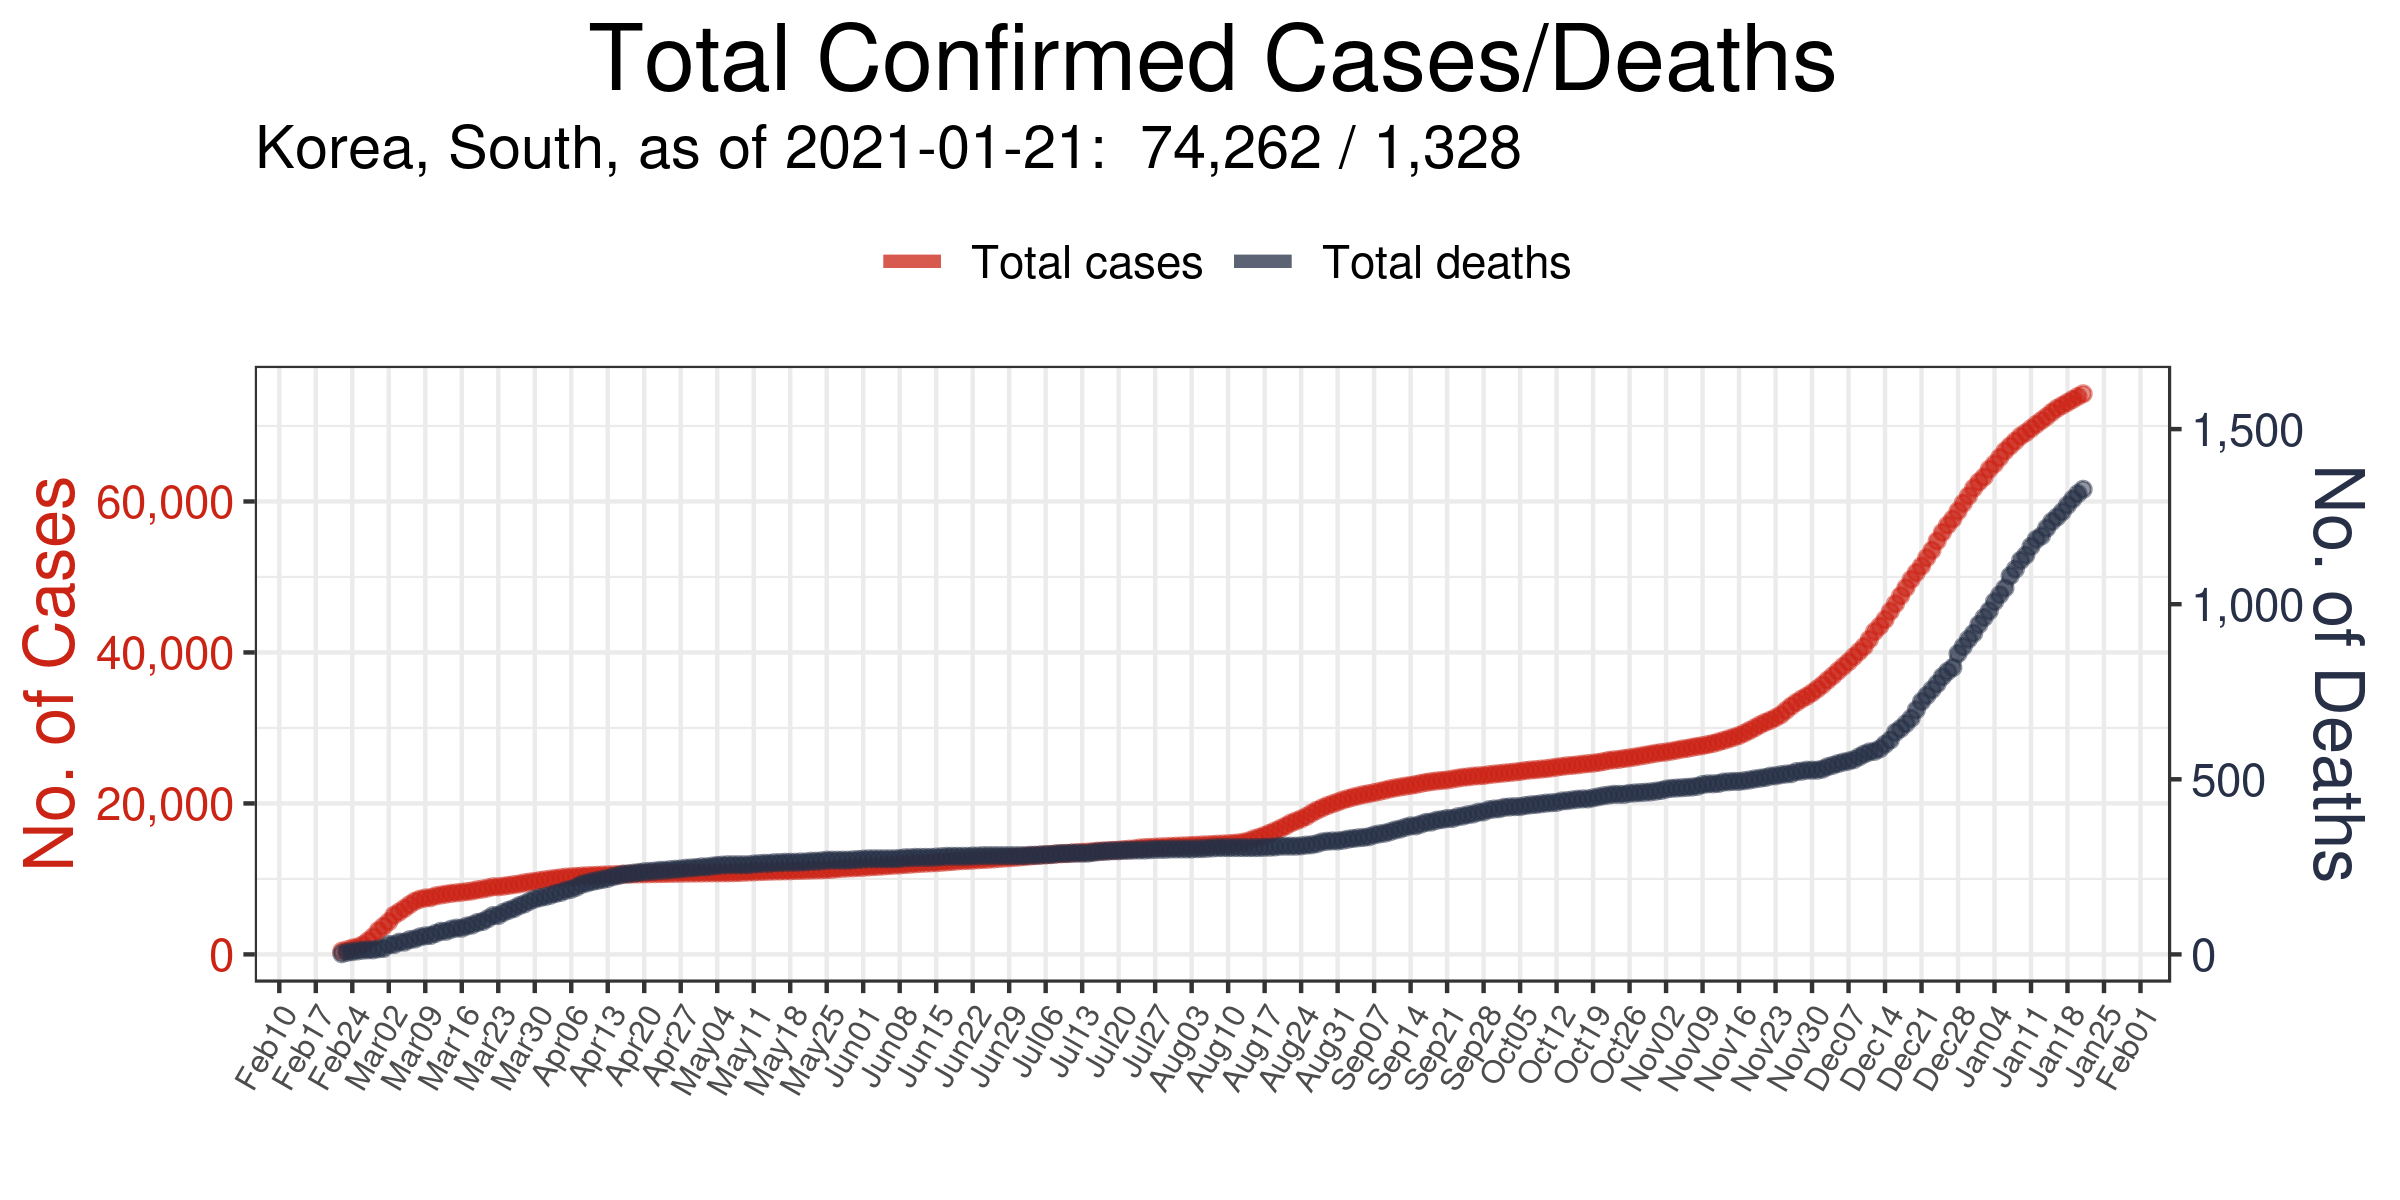 Total Confirmed Cases/Deaths
Korea, South, as of 2021-01-21:  74,262 / 1,328
Total cases
Total deaths
No. of Cases
60,000
40,000
20,000
0
1,500
1,000
500
0
No. of Deaths
Feb10
Feb17
Feb24
Mar02
Mar09
Mar16
Mar23
Mar30
Apr06
Apr13
Apr20
Apr27
May04
May11
May18
May25
Jun01
Jun08
Jun15
Jun22
Jun29
Jul06
Jul13
Jul20
Jul27
Aug03
Aug10
Aug17
Aug24
Aug31
Sep07
Sep14
Sep21
Sep28
Oct05
Oct12
Oct19
Oct26
Nov02
Nov09
Nov16
Nov23
Nov30
Dec07
Dec14
Dec21
Dec28
Jan04
Jan11
Jan18
Jan25
Feb01